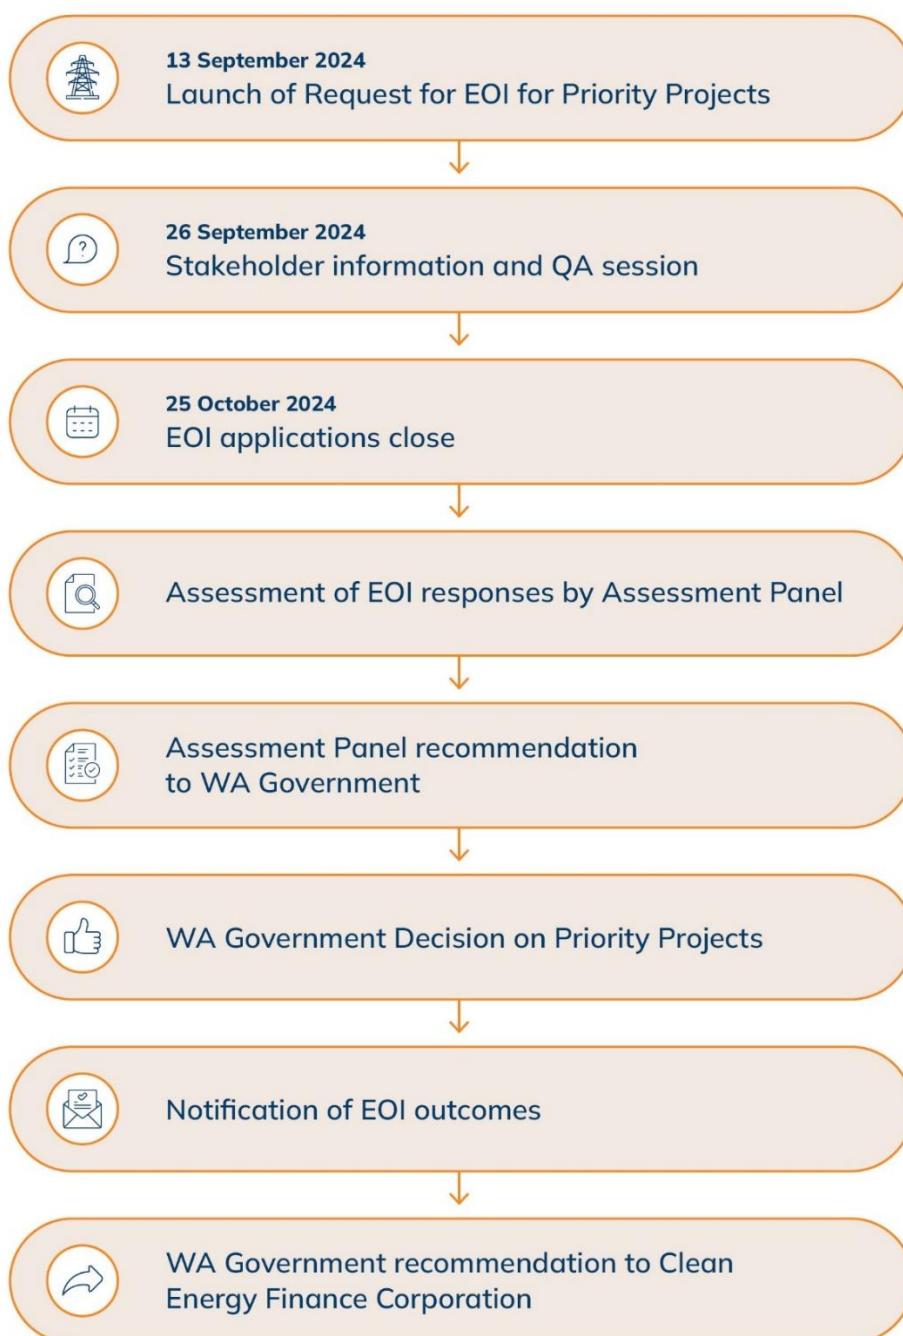 13 September 2024
Launch of Request for EOI for Priority Projects
?
26 September 2024
Stakeholder information and QA session
25 October 2024
EOI applications close
Assessment of EOI responses by Assessment Panel
Assessment Panel recommendation
to WA Government
WA Government Decision on Priority Projects
Notification of EOI outcomes
WA Government recommendation to Clean
Energy Finance Corporation